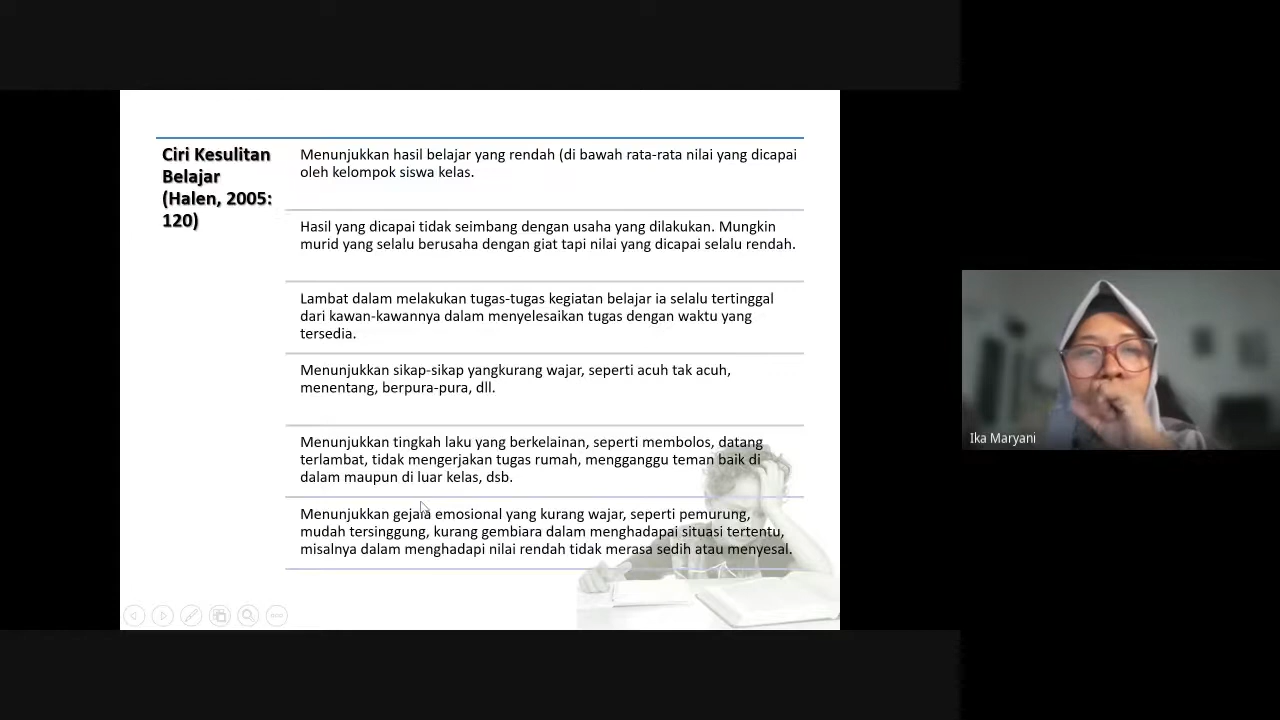 Ciri Kesulitan
Belajar
(Halen, 2005:
120)
Menunjukkan hasil belajar yang rendah (di bawah rata-rata nilai yang dicapai
oleh kelompok siswa kelas.
Hasil yang dicapai tidak seimbang dengan usaha yang dilakukan. Mungkin
murid yang selalu berusaha dengan giat tapi nilai yang dicapai selalu rendah.
Lambat dalam melakukan tugas-tugas kegiatan belajar ia selalu tertinggal
dari kawan-kawannya dalam menyelesaikan tugas dengan waktu yang
tersedia.
Menunjukkan sikap-sikap yangkurang wajar, seperti acuh tak acuh,
menentang, berpura-pura, dll.
Menunjukkan tingkah laku yang berkelainan, seperti membolos, datang
terlambat, tidak mengerjakan tugas rumah, mengganggu teman baik di
dalam maupun di luar kelas, dsb.
Menunjukkan gejala emosional yang kurang wajar, seperti pemurung,
mudah tersinggung, kurang gembiara dalam menghadapai situasi tertentu,
misalnya dalam menghadapi nilai rendah tidak merasa sedih atau menyesal.
Ika Maryani